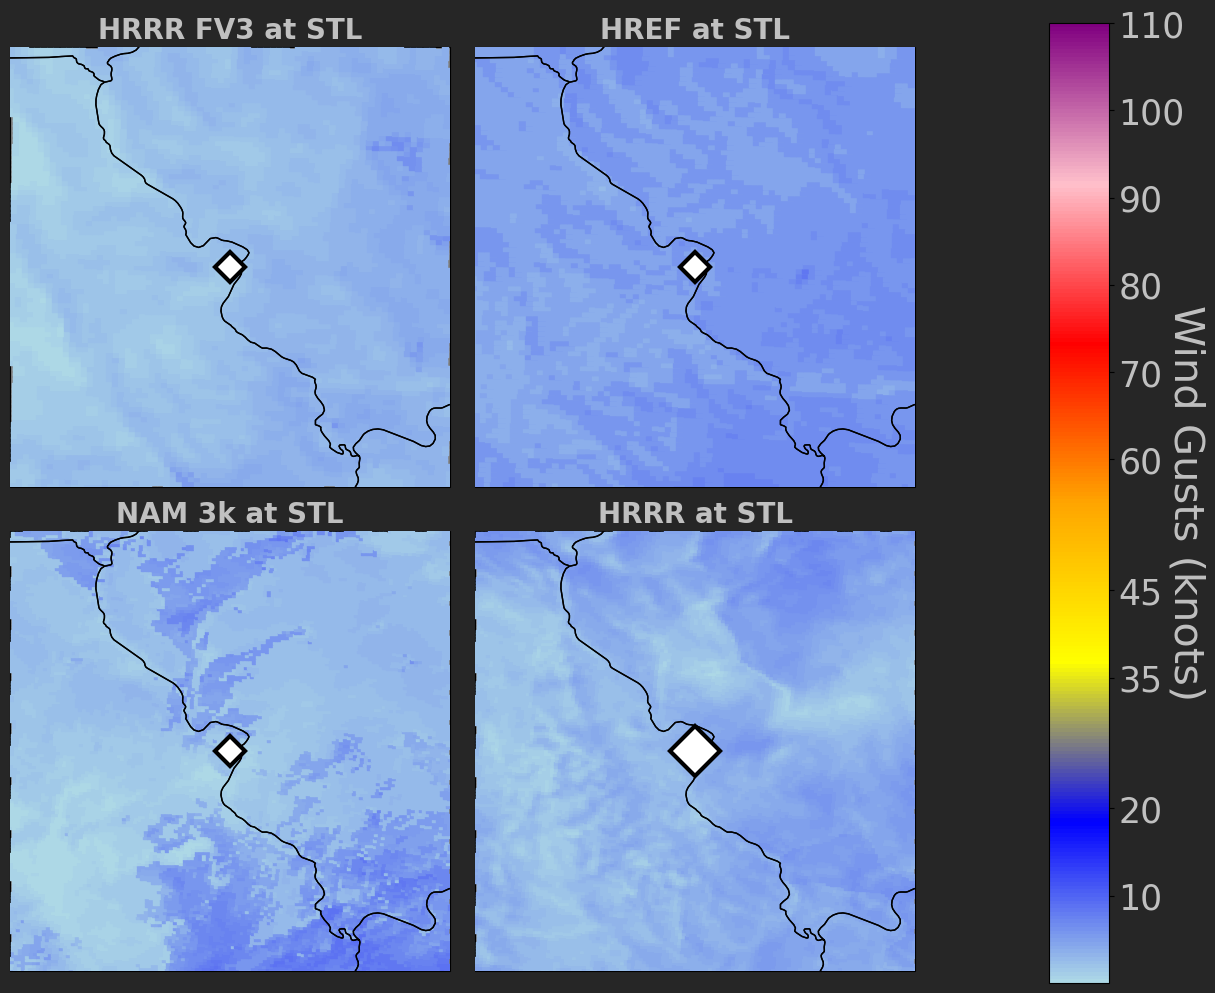 HRRR FV3 at STL
HREF at STL
NAM 3k at STL
HRRR at STL
110
100
90
80
70
60
45
35
20
10
Wind Gusts (knots)